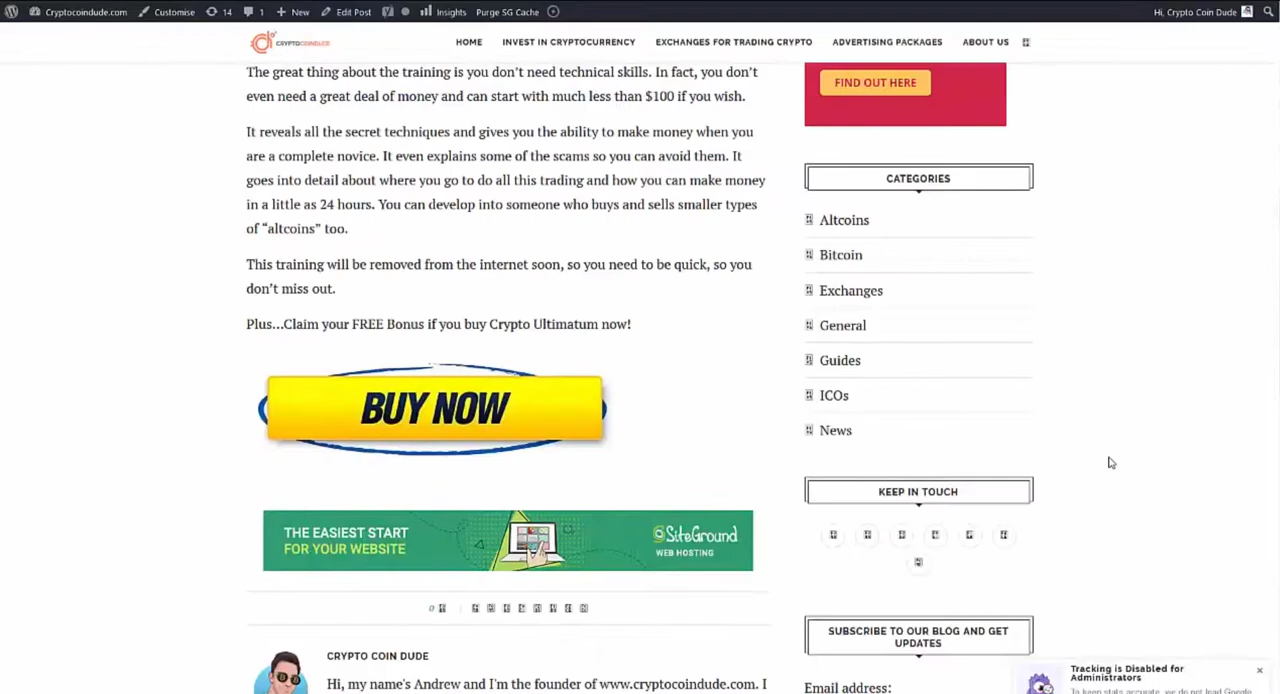 Cryptocoindude.com Customise 14 1 New Edit Post Insights Purge SG Cache Hi, Crypto Coin Dude
CRYPTOCOINDUDE HOME INVEST IN CRYPTOCURRENCY EXCHANGES FOR TRADING CRYPTO ADVERTISING PACKAGES ABOUT US
The great thing about the training is you don’t need technical skills. In fact, you don’t
even need a great deal of money and can start with much less than $100 if you wish.
It reveals all the secret techniques and gives you the ability to make money when you
are a complete novice. It even explains some of the scams so you can avoid them. It
goes into detail about where you go to do all this trading and how you can make money
in a little as 24 hours. You can develop into someone who buys and sells smaller types
of “altcoins” too.
This training will be removed from the internet soon, so you need to be quick, so you
don’t miss out.
Plus...Claim your FREE Bonus if you buy Crypto Ultimatum now!
BUY NOW
THE EASIEST START
FOR YOUR WEBSITE
SiteGround
WEB HOSTING
0
CRYPTO COIN DUDE
Hi, my name's Andrew and I'm the founder of www.cryptocoindude.com. I
FIND OUT HERE
CATEGORIES
Altcoins
Bitcoin
Exchanges
General
Guides
ICOs
News
KEEP IN TOUCH
SUBSCRIBE TO OUR BLOG AND GET
UPDATES
Email address:
Tracking is Disabled for
Administrators
To keep stats accurate, we do not load Google